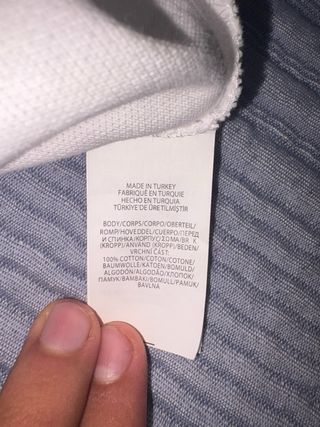 MADE IN TURKEY
FABRIQUÉ EN TURQUIE
HECHO EN TURQUIA
TÜRKİYE DE ÜRETİLMİŞTİR
BODY/CORPS/CORPO/OBERTEIL/
ROMP/HOVEDDEL/CUERPO/ПЕРЕД
И СПИНКА/КОРПУС/ΣΩΜΑ/
(KROPP)/ANVÄND (KROPP)/BEDEN/
VRCHNÍ ČÁST
100% COTTON/COTON/COTONE/
BAUMWOLLE/KATOEN/BOMULD/
ALGODÓN/ALGODÃO/ХЛОПОК/
ПАМУК/BAMBAKI/BOMULL/PAMUK/
BAVLNA